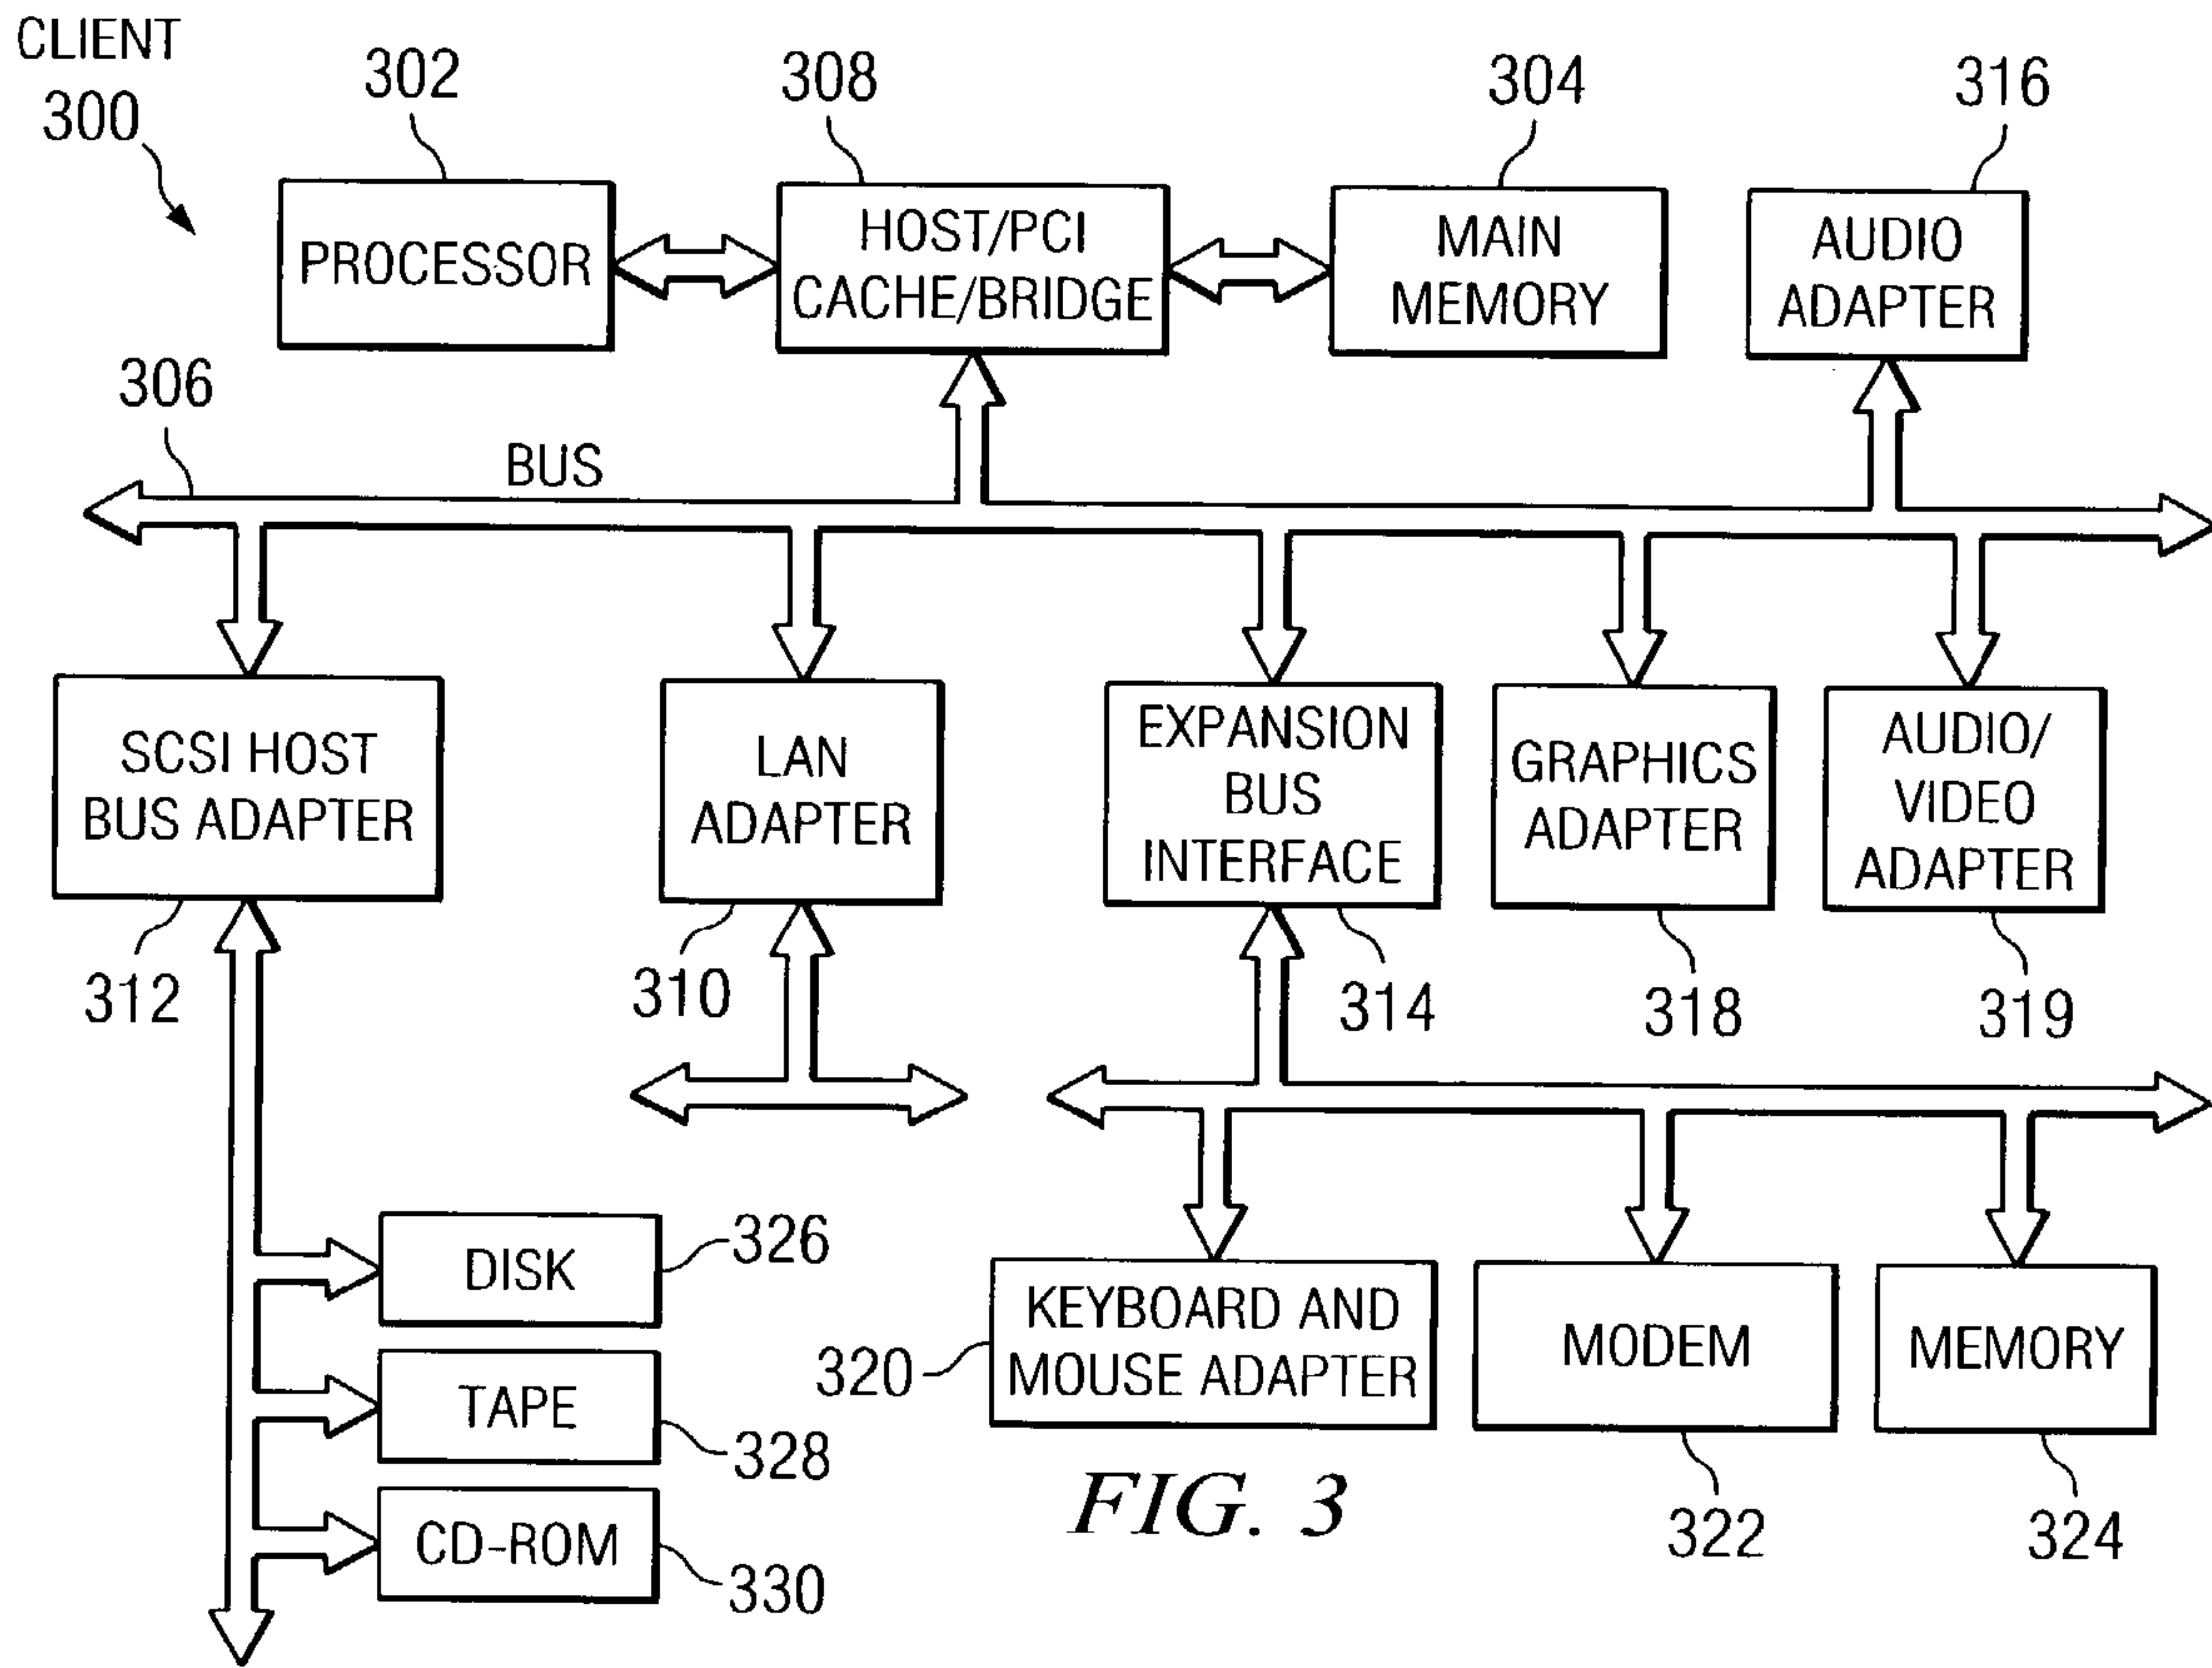 CLIENT
300
302
308
304
316
PROCESSOR
HOST/PCI
CACHE/BRIDGE
MAIN
MEMORY
AUDIO
ADAPTER
306
BUS
SCSI HOST
BUS ADAPTER
LAN
ADAPTER
EXPANSION
BUS
INTERFACE
GRAPHICS
ADAPTER
AUDIO/
VIDEO
ADAPTER
312
310
314
318
319
DISK
326
TAPE
328
CD-ROM
330
320
KEYBOARD AND
MOUSE ADAPTER
MODEM
MEMORY
322
324
FIG. 3